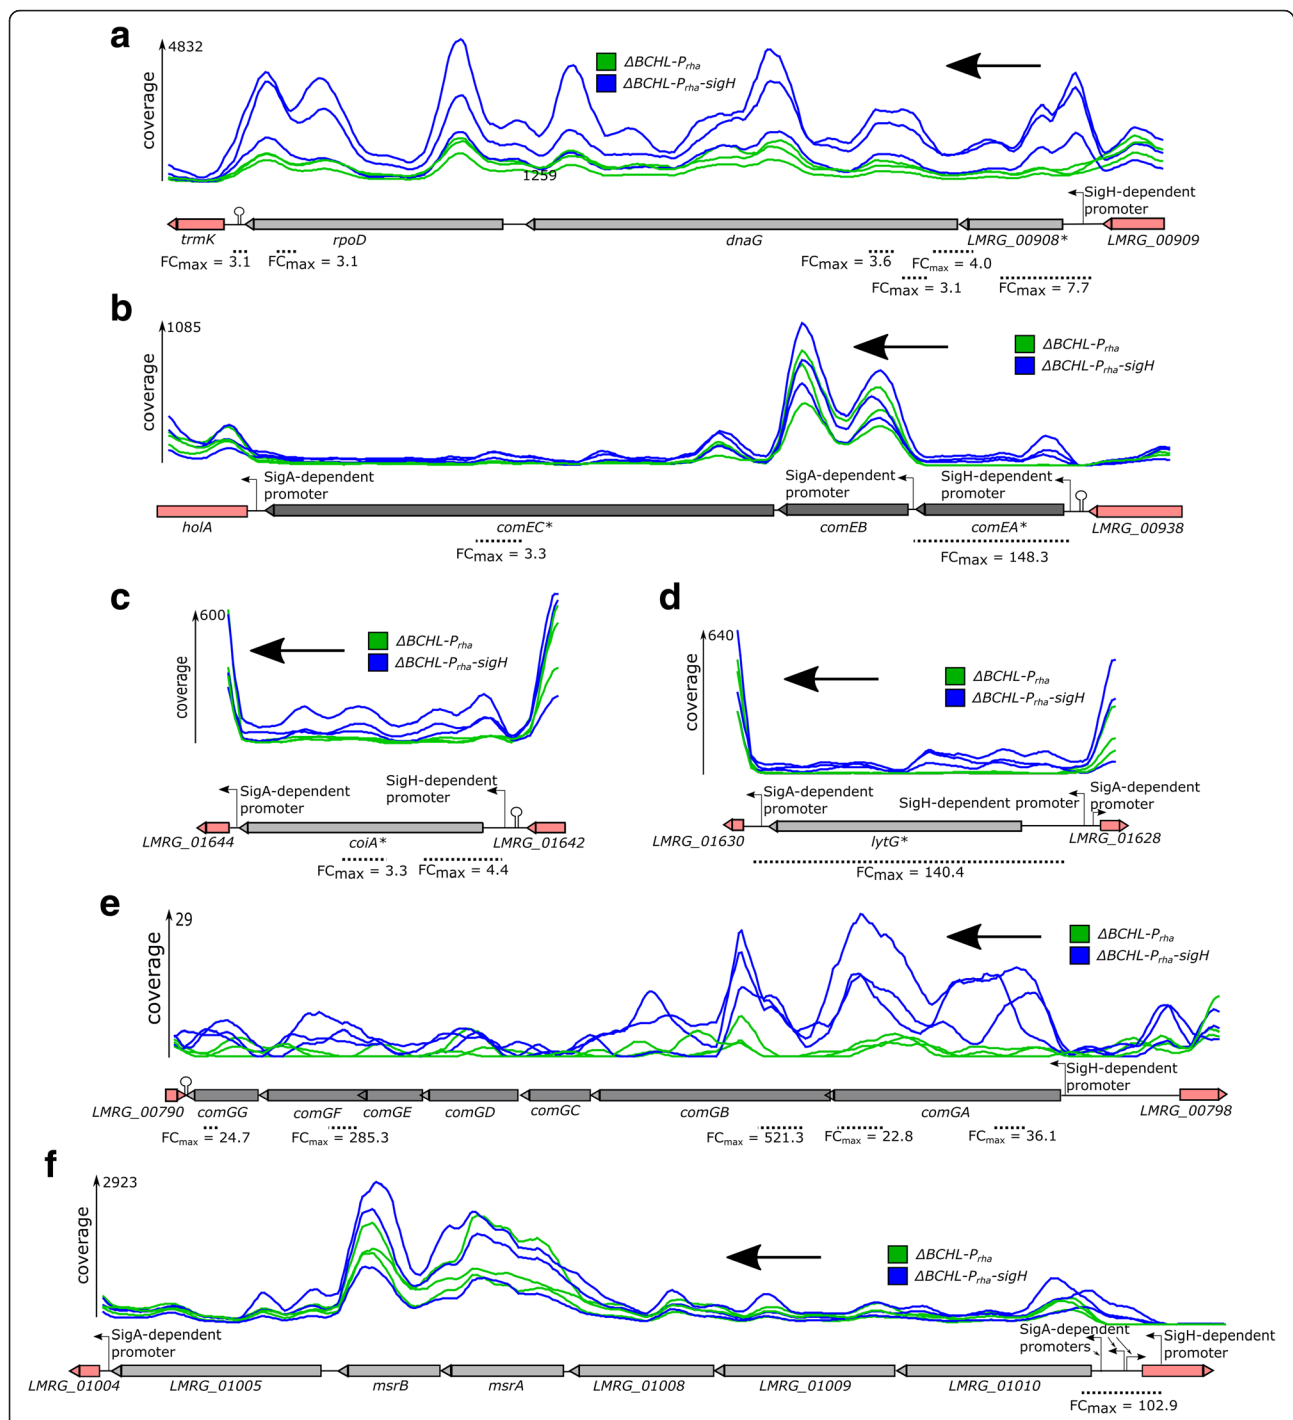 a
4832
coverage
ΔBCHL-Prha
ΔBCHL-Prha-sigH
1259
SigH-dependent
promoter
trmK
rpoD
dnaG
LMRG_00908*
LMRG_00909
FCmax = 3.1
FCmax = 3.1
FCmax = 3.6
FCmax = 4.0
FCmax = 3.1
FCmax = 7.7
b
1085
coverage
ΔBCHL-Prha
ΔBCHL-Prha-sigH
SigA-dependent
promoter
SigA-dependent
promoter
SigH-dependent
promoter
holA
comEC*
comEB
comEA*
LMRG_00938
FCmax = 3.3
FCmax = 148.3
c
600
coverage
ΔBCHL-Prha
ΔBCHL-Prha-sigH
SigA-dependent
promoter
SigH-dependent
promoter
LMRG_01644
coiA*
LMRG_01642
FCmax = 3.3
FCmax = 4.4
d
640
coverage
ΔBCHL-Prha
ΔBCHL-Prha-sigH
SigA-dependent
promoter
SigH-dependent promoter
SigA-dependent
promoter
LMRG_01630
lytG*
LMRG_01628
FCmax = 140.4
e
29
coverage
ΔBCHL-Prha
ΔBCHL-Prha-sigH
SigH-dependent
promoter
LMRG_00790
comGG
comGF
comGE
comGD
comGC
comGB
comGA
LMRG_00798
FCmax = 24.7
FCmax = 285.3
FCmax = 521.3
FCmax = 22.8
FCmax = 36.1
f
2923
coverage
ΔBCHL-Prha
ΔBCHL-Prha-sigH
SigA-dependent
promoter
SigA-dependent
promoters
SigH-dependent
promoter
LMRG_01004
LMRG_01005
msrB
msrA
LMRG_01008
LMRG_01009
LMRG_01010
FCmax = 102.9